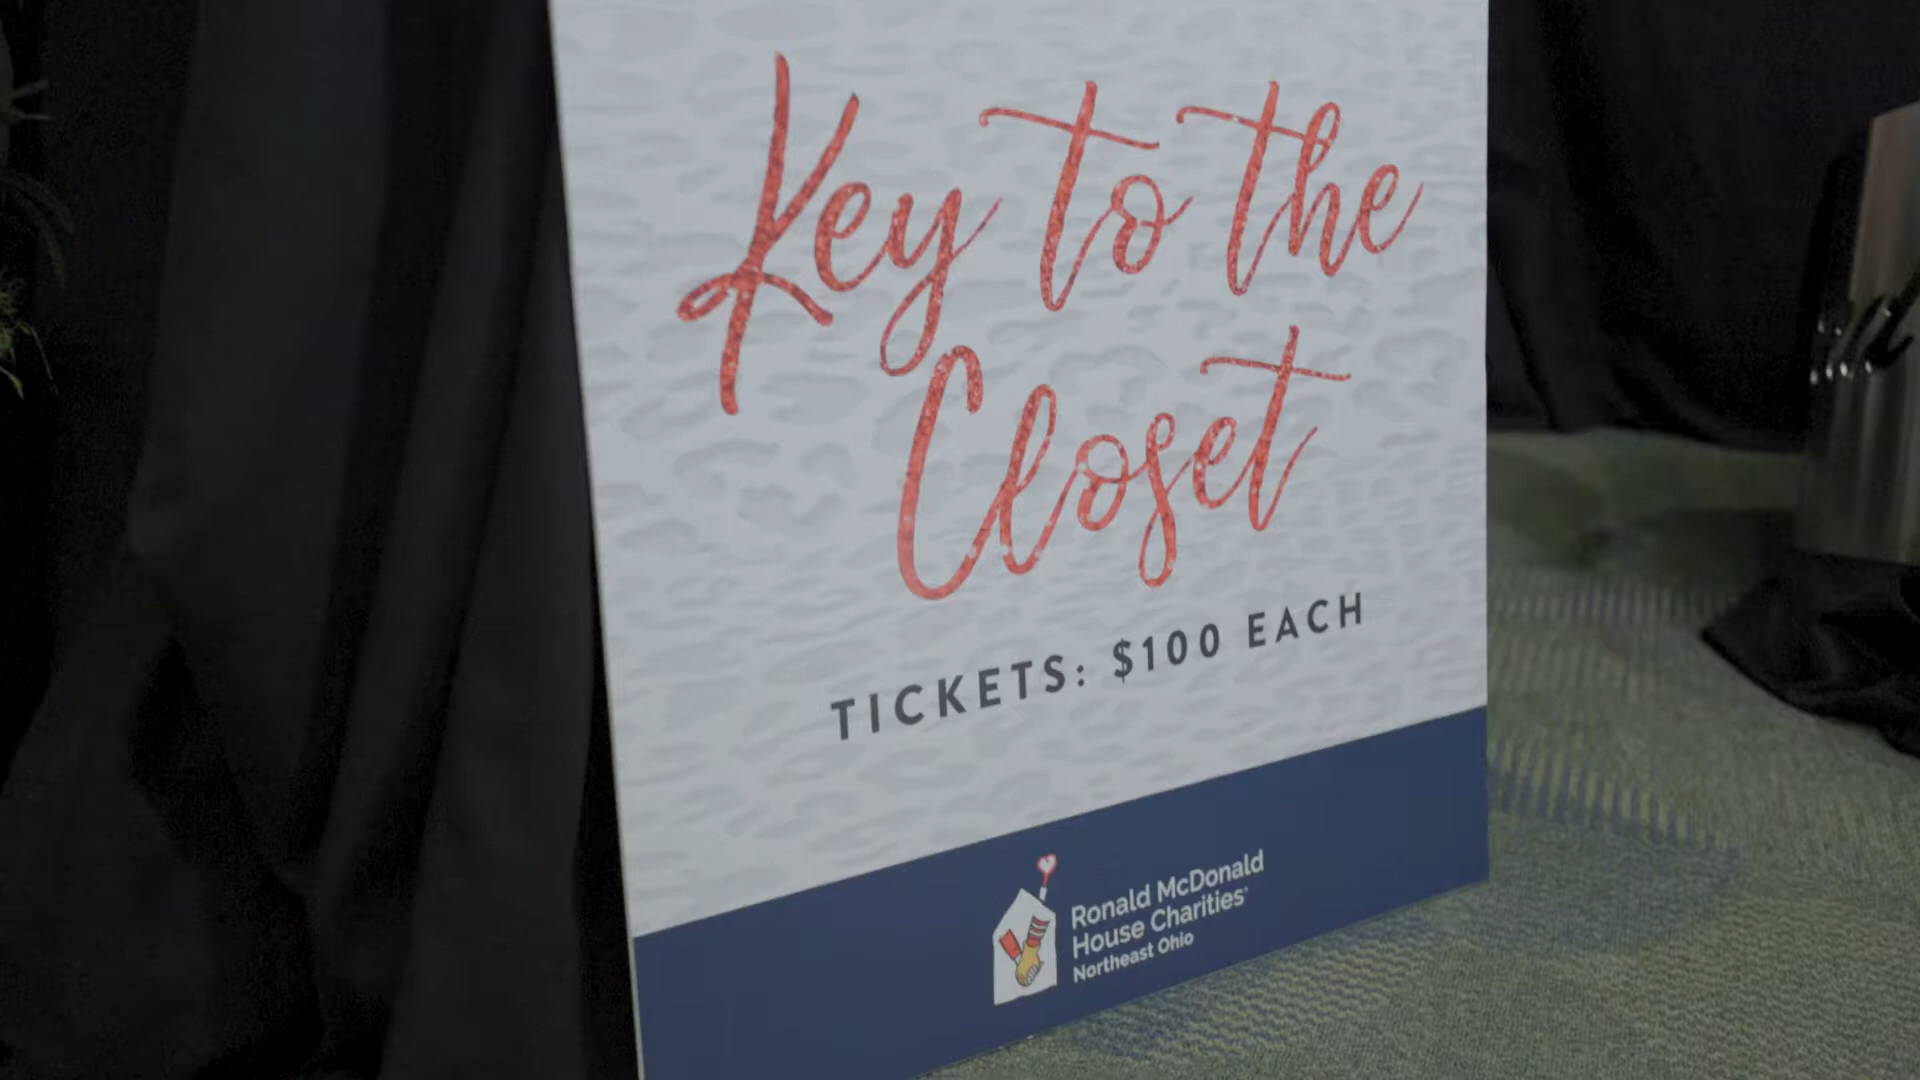 Key to the
Closet
TICKETS: $100 EACH
Ronald McDonald
House Charities®
Northeast Ohio